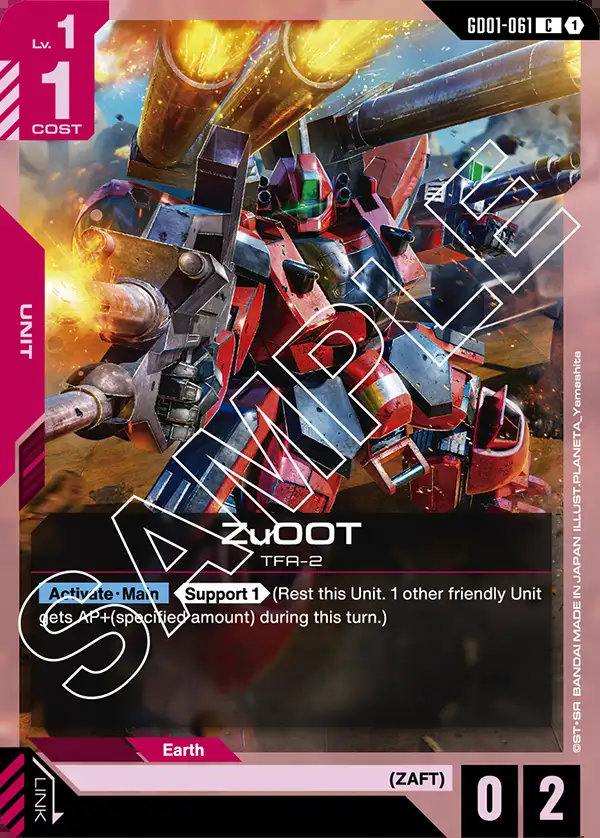 Lv. 1
1
COST
GD01-061 C 1
UNIT
SAMPLE
ZuOOT
TFA-2
Activate･Main Support 1 (Rest this Unit. 1 other friendly Unit
gets AP+(specified amount) during this turn.)
Earth
LINK
(ZAFT)
0 2
©ST･SR BANDAI MADE IN JAPAN ILLUST.PLANETA_Yamashita